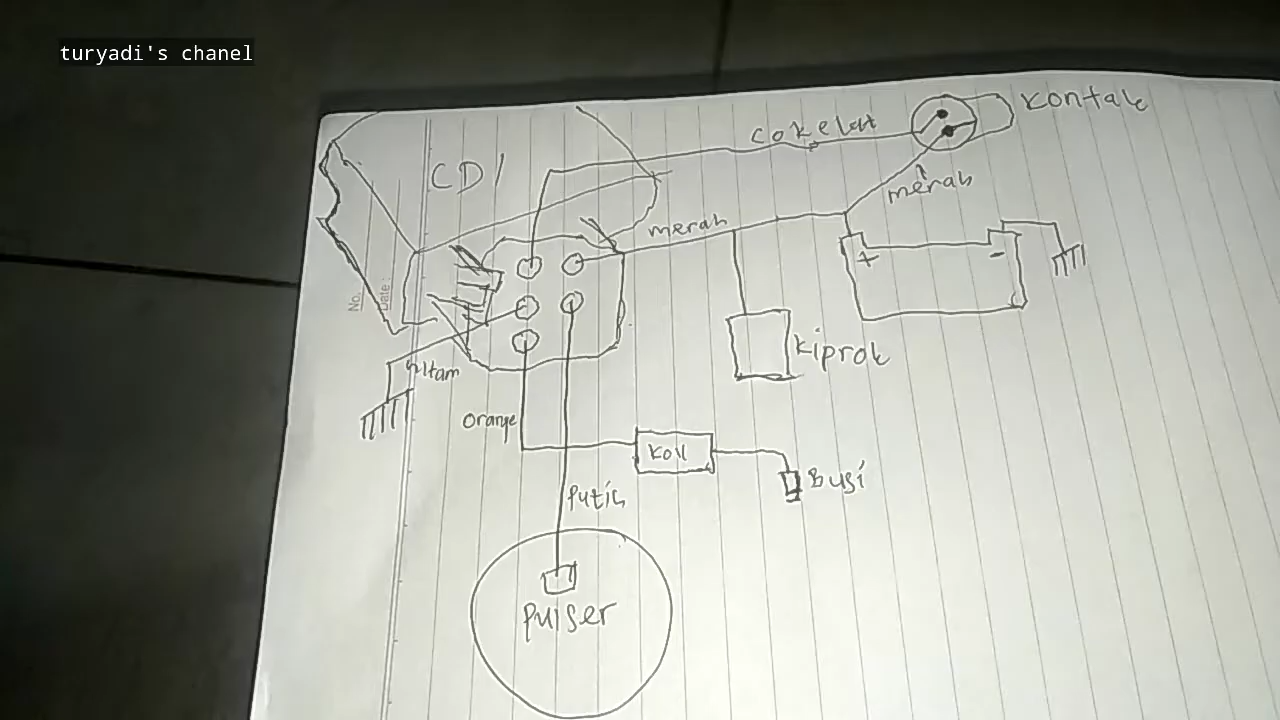 turyadi's chanel
kontak
cokelat
CDI
merah
merah
No.
Date:
+
-
kiprok
hitam
orange
koil
Busi
Putih
Pulser